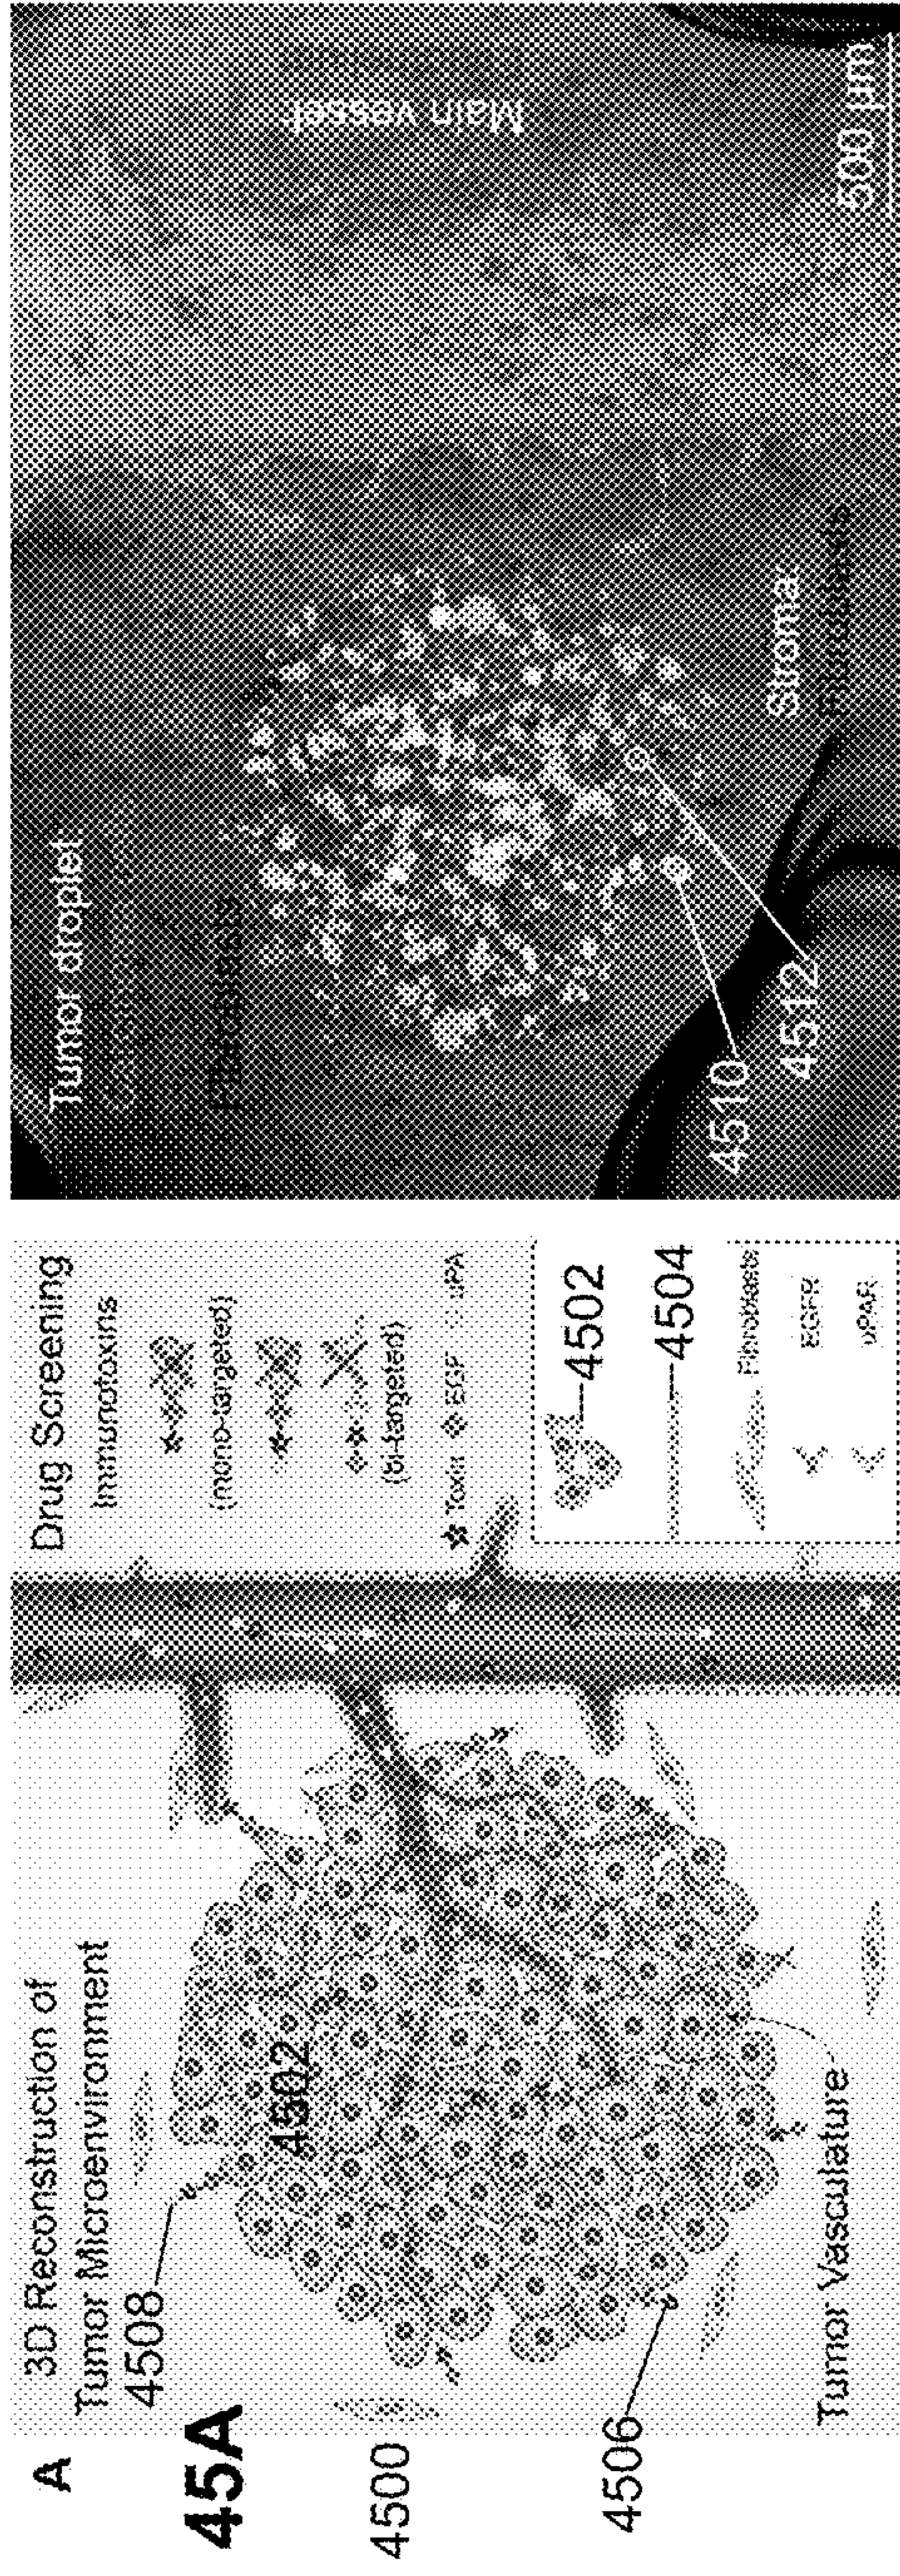 A
3D Reconstruction of
Tumor Microenvironment
45A
4500
4508
4502
4506
Tumor Vasculature
Drug Screening
Immunotoxins
(mono-targeted)
(bi-targeted)
Toxin EGF uPA
4502
4504
Fibroblasts
EGFR
uPAR
Tumor droplet:
Fibroblasts
4510
4512
Stroma:
Fibroblasts
Main vessel
500 µm